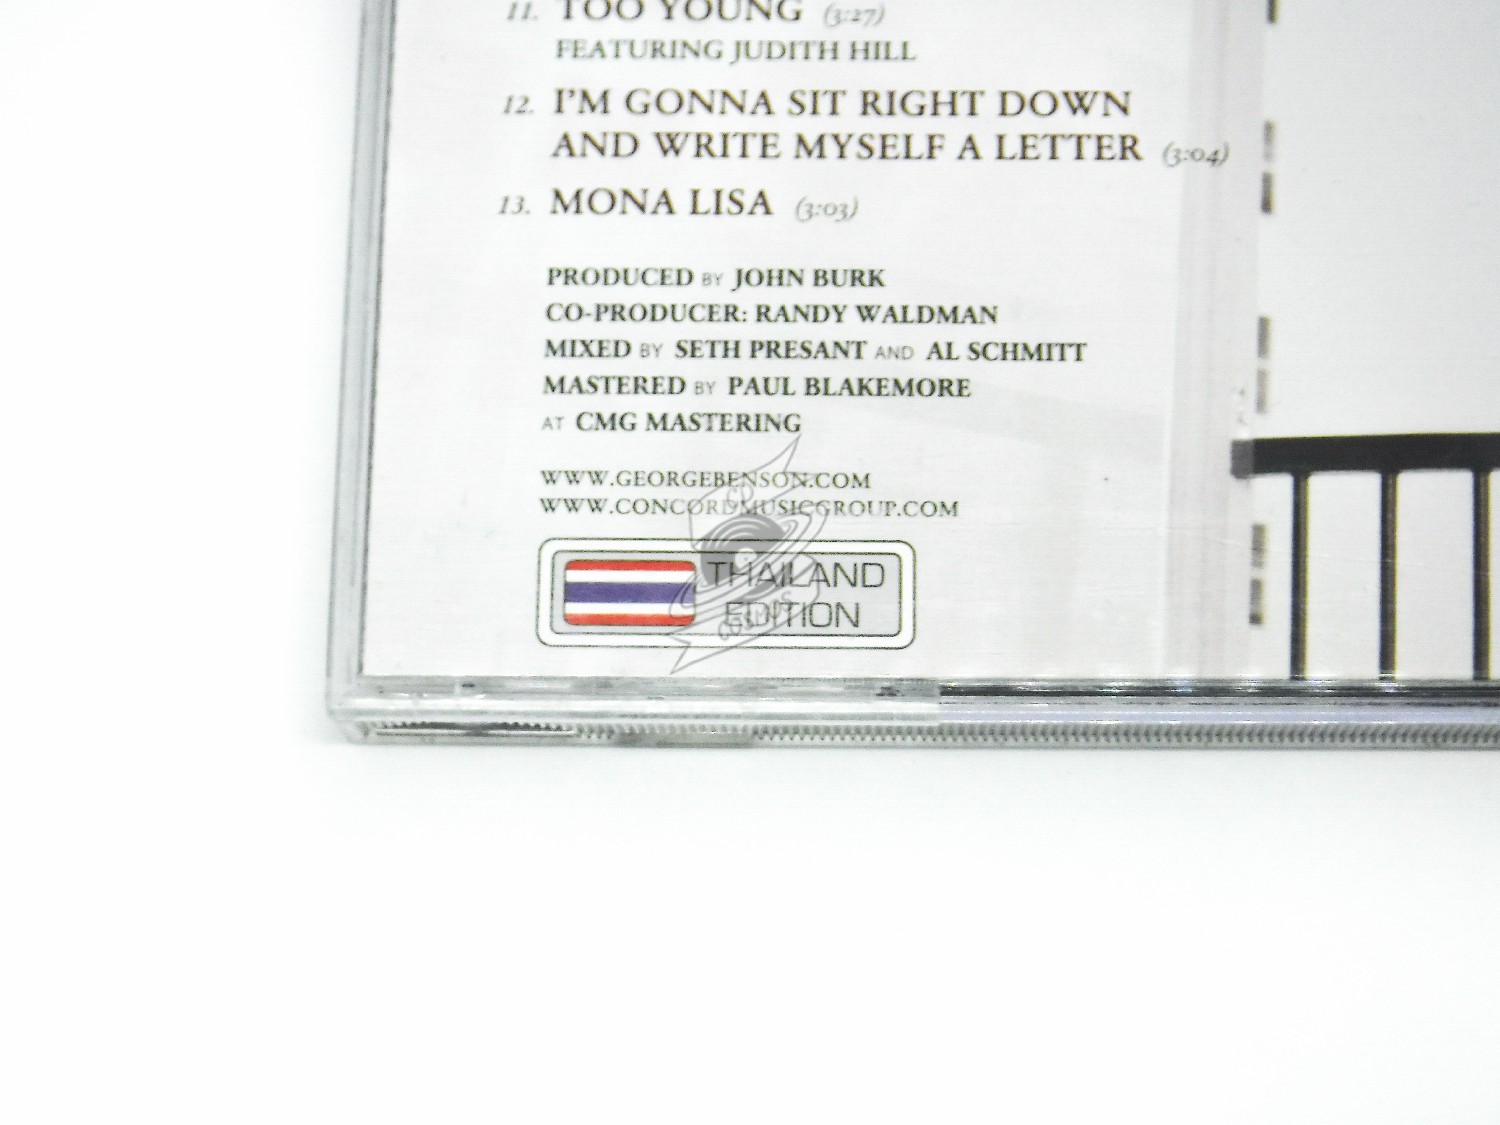 11. TOO YOUNG (3:27)
FEATURING JUDITH HILL
12. I'M GONNA SIT RIGHT DOWN
AND WRITE MYSELF A LETTER (3:04)
13. MONA LISA (3:03)
PRODUCED BY JOHN BURK
CO-PRODUCER: RANDY WALDMAN
MIXED BY SETH PRESANT AND AL SCHMITT
MASTERED BY PAUL BLAKEMORE
AT CMG MASTERING
WWW.GEORGEBENSON.COM
WWW.CONCORDMUSICGROUP.COM
CD
COSMOS
THAILAND
EDITION